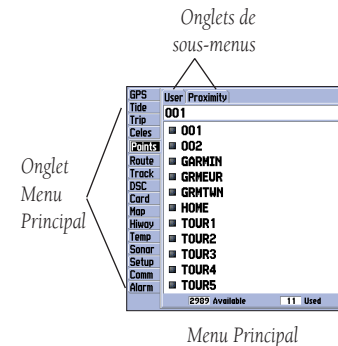 Onglets de
sous-menus
GPS
Tide
Trip
Celes
Points
Route
Track
DSC
Card
Map
Hiway
Temp
Sonar
Setup
Comm
Alarm
User Proximity
001
001
002
GARMIN
GRMEUR
GRMTWN
HOME
TOUR1
TOUR2
TOUR3
TOUR4
TOUR5
2989 Available 11 Used
Onglet
Menu
Principal
Menu Principal